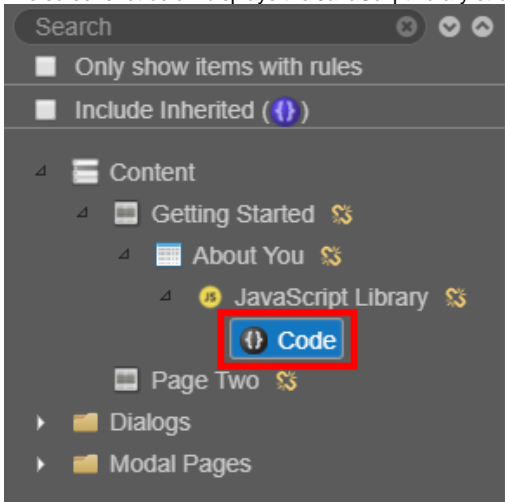 Search
Only show items with rules
Include Inherited ({})
Content
Getting Started
About You
JS JavaScript Library
{} Code
Page Two
Dialogs
Modal Pages